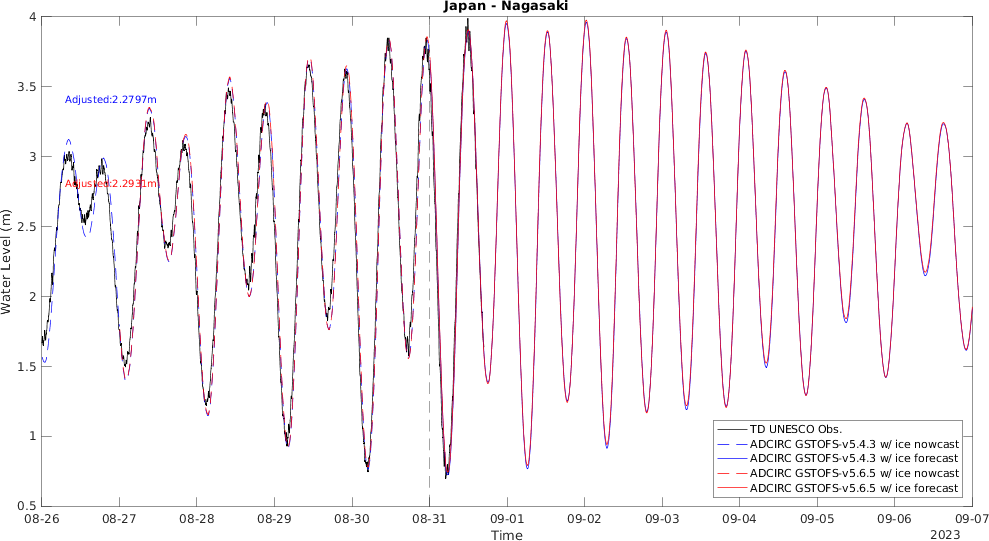 Japan - Nagasaki
4
3.5
3
2.5
2
1.5
1
0.5
Water Level (m)
Adjusted:2.2797m
Adjusted:2.2931m
TD UNESCO Obs.
ADCIRC GSTOFS-v5.4.3 w/ ice nowcast
ADCIRC GSTOFS-v5.4.3 w/ ice forecast
ADCIRC GSTOFS-v5.6.5 w/ ice nowcast
ADCIRC GSTOFS-v5.6.5 w/ ice forecast
08-26 08-27 08-28 08-29 08-30 08-31 09-01 09-02 09-03 09-04 09-05 09-06 09-07
Time
2023